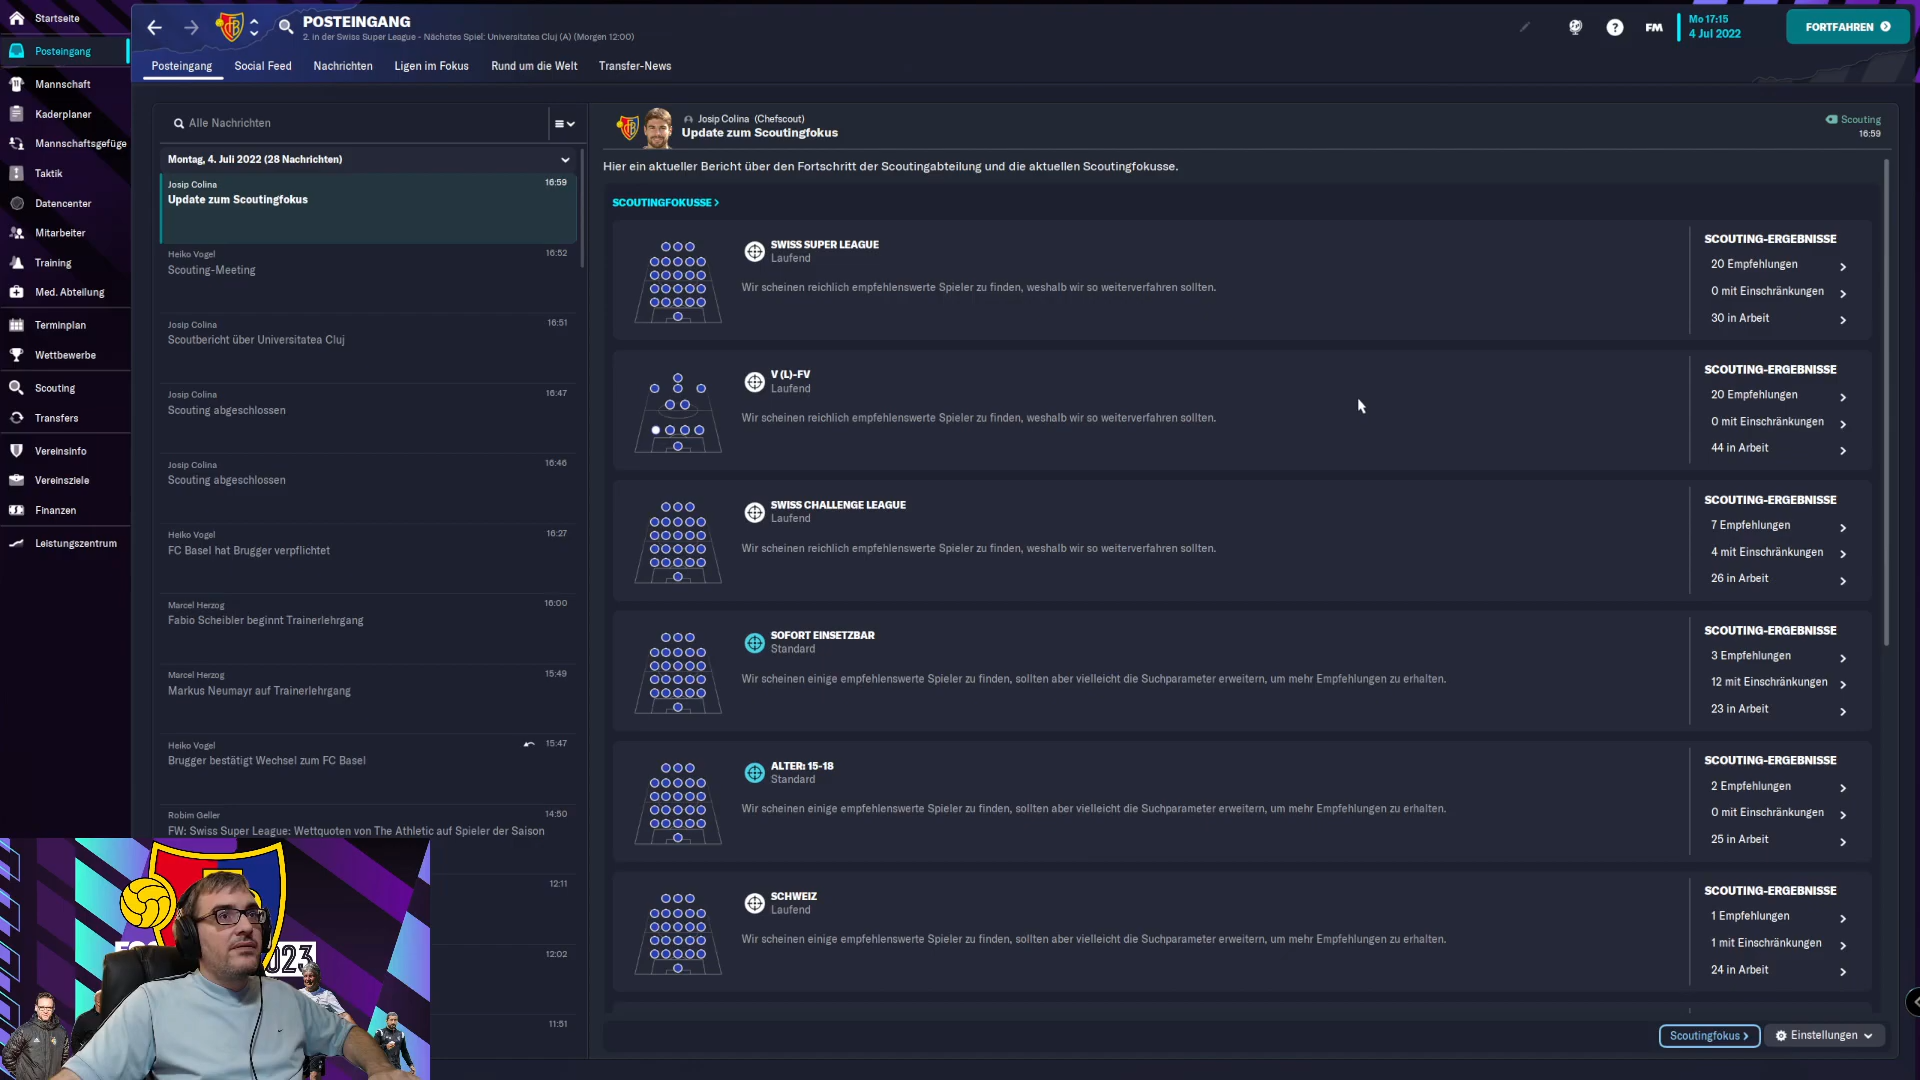 Startseite
Posteingang
Mannschaft
Kaderplaner
Mannschaftsgefüge
Taktik
Datencenter
Mitarbeiter
Training
Med. Abteilung
Terminplan
Wettbewerbe
Scouting
Transfers
Vereinsinfo
Vereinsziele
Finanzen
Leistungszentrum
POSTEINGANG
2. in der Swiss Super League - Nächstes Spiel: Universitatea Cluj (A) (Morgen 12:00)
FM
Mo 17:15
4 Jul 2022
FORTFAHREN
Posteingang Social Feed Nachrichten Ligen im Fokus Rund um die Welt Transfer-News
Alle Nachrichten
Montag, 4. Juli 2022 (28 Nachrichten)
Josip Colina 16:59
Update zum Scoutingfokus
Heiko Vogel 16:52
Scouting-Meeting
Josip Colina 16:51
Scoutbericht über Universitatea Cluj
Josip Colina 16:47
Scouting abgeschlossen
Josip Colina 16:46
Scouting abgeschlossen
Heiko Vogel 16:27
FC Basel hat Brugger verpflichtet
Marcel Herzog 16:00
Fabio Scheibler beginnt Trainerlehrgang
Marcel Herzog 15:49
Markus Neumayr auf Trainerlehrgang
Heiko Vogel 15:47
Brugger bestätigt Wechsel zum FC Basel
Robim Geller 14:50
FW: Swiss Super League: Wettquoten von The Athletic auf Spieler der Saison
12:11
12:02
11:51
Josip Colina (Chefscout)
Update zum Scoutingfokus
Scouting
16:59
Hier ein aktueller Bericht über den Fortschritt der Scoutingabteilung und die aktuellen Scoutingfokusse.
SCOUTINGFOKUSSE >
SWISS SUPER LEAGUE
Laufend
Wir scheinen reichlich empfehlenswerte Spieler zu finden, weshalb wir so weiterverfahren sollten.
SCOUTING-ERGEBNISSE
20 Empfehlungen
0 mit Einschränkungen
30 in Arbeit
V (L)-FV
Laufend
Wir scheinen reichlich empfehlenswerte Spieler zu finden, weshalb wir so weiterverfahren sollten.
SCOUTING-ERGEBNISSE
20 Empfehlungen
0 mit Einschränkungen
44 in Arbeit
SWISS CHALLENGE LEAGUE
Laufend
Wir scheinen reichlich empfehlenswerte Spieler zu finden, weshalb wir so weiterverfahren sollten.
SCOUTING-ERGEBNISSE
7 Empfehlungen
4 mit Einschränkungen
26 in Arbeit
SOFORT EINSETZBAR
Standard
Wir scheinen einige empfehlenswerte Spieler zu finden, sollten aber vielleicht die Suchparameter erweitern, um mehr Empfehlungen zu erhalten.
SCOUTING-ERGEBNISSE
3 Empfehlungen
12 mit Einschränkungen
23 in Arbeit
ALTER: 15-18
Standard
Wir scheinen einige empfehlenswerte Spieler zu finden, sollten aber vielleicht die Suchparameter erweitern, um mehr Empfehlungen zu erhalten.
SCOUTING-ERGEBNISSE
2 Empfehlungen
0 mit Einschränkungen
25 in Arbeit
SCHWEIZ
Laufend
Wir scheinen einige empfehlenswerte Spieler zu finden, sollten aber vielleicht die Suchparameter erweitern, um mehr Empfehlungen zu erhalten.
SCOUTING-ERGEBNISSE
1 Empfehlungen
1 mit Einschränkungen
24 in Arbeit
Scoutingfokus >
Einstellungen